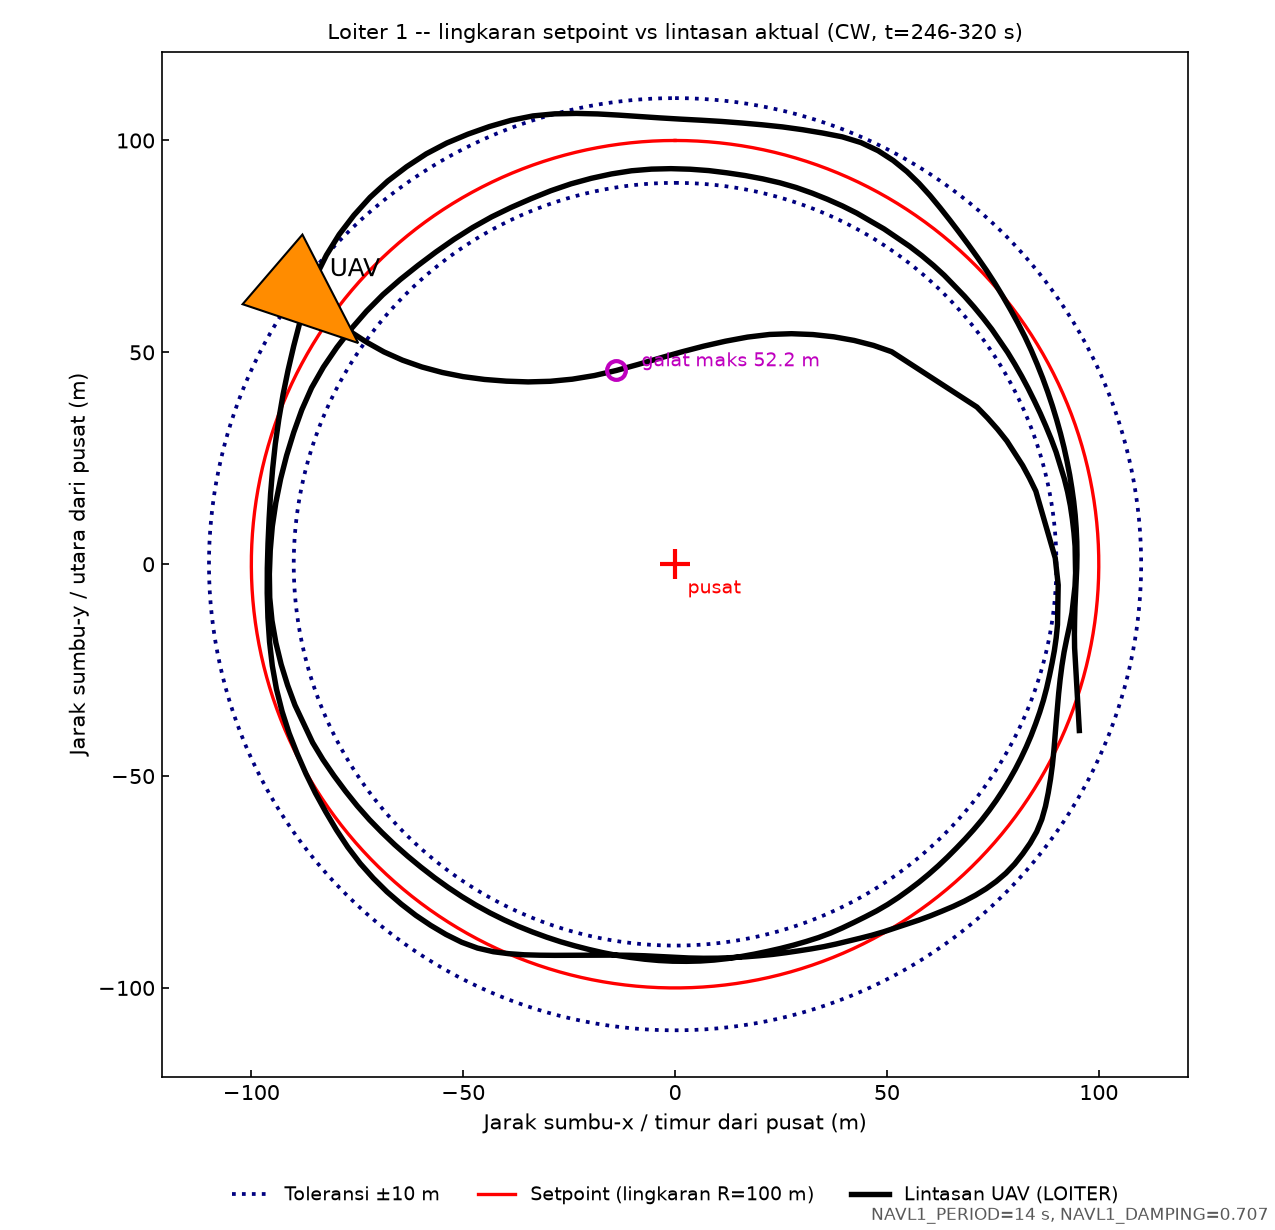 Loiter 1 -- lingkaran setpoint vs lintasan aktual (CW, t=246-320 s)
Jarak sumbu-y / utara dari pusat (m)
100
50
0
−50
−100
UAV
galat maks 52.2 m
pusat
−100
−50
0
50
100
Jarak sumbu-x / timur dari pusat (m)
Toleransi ±10 m
Setpoint (lingkaran R=100 m)
Lintasan UAV (LOITER)
NAVL1_PERIOD=14 s, NAVL1_DAMPING=0.707